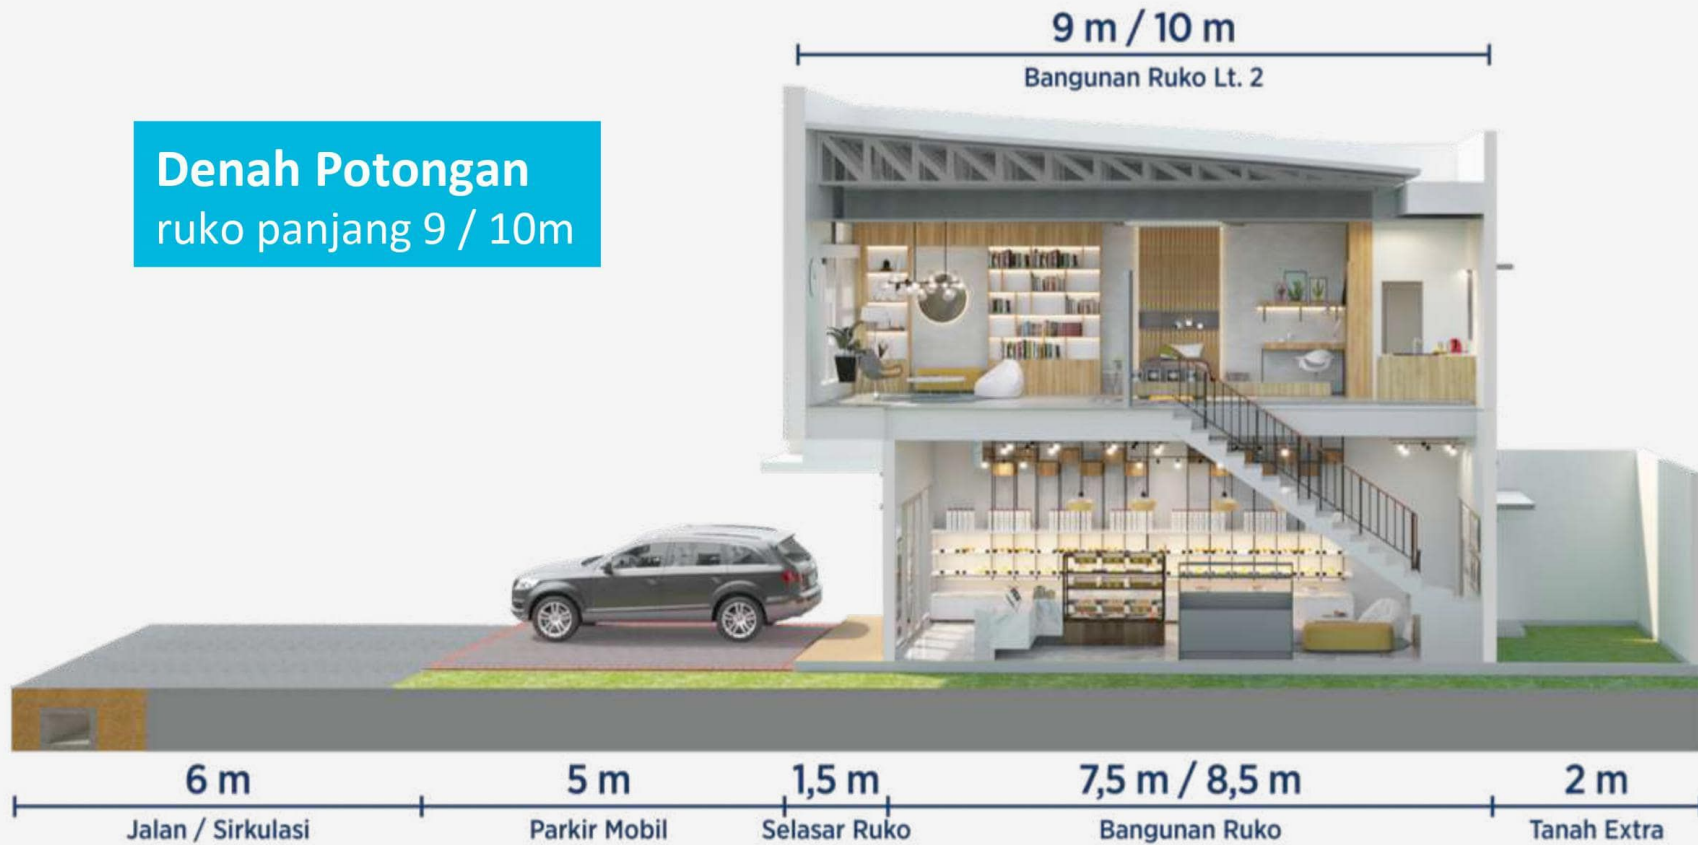 9 m / 10 m
Bangunan Ruko Lt. 2
Denah Potongan
ruko panjang 9 / 10m
6 m
5 m
1,5 m
7,5 m / 8,5 m
2 m
Jalan / Sirkulasi
Parkir Mobil
Selasar Ruko
Bangunan Ruko
Tanah Extra